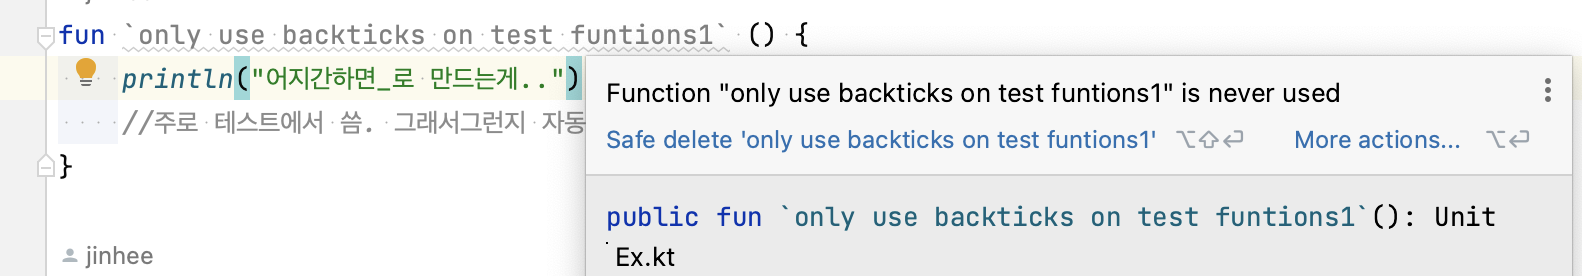 fun `only use backticks on test funtions1` () {
println("어지간하면_로 만드는게..")
//주로 테스트에서 씀. 그래서그런지 자동
}
jinhee
Function "only use backticks on test funtions1" is never used
Safe delete 'only use backticks on test funtions1' ⌥⇧⏎ More actions... ⌥⏎
public fun `only use backticks on test funtions1`(): Unit
Ex.kt